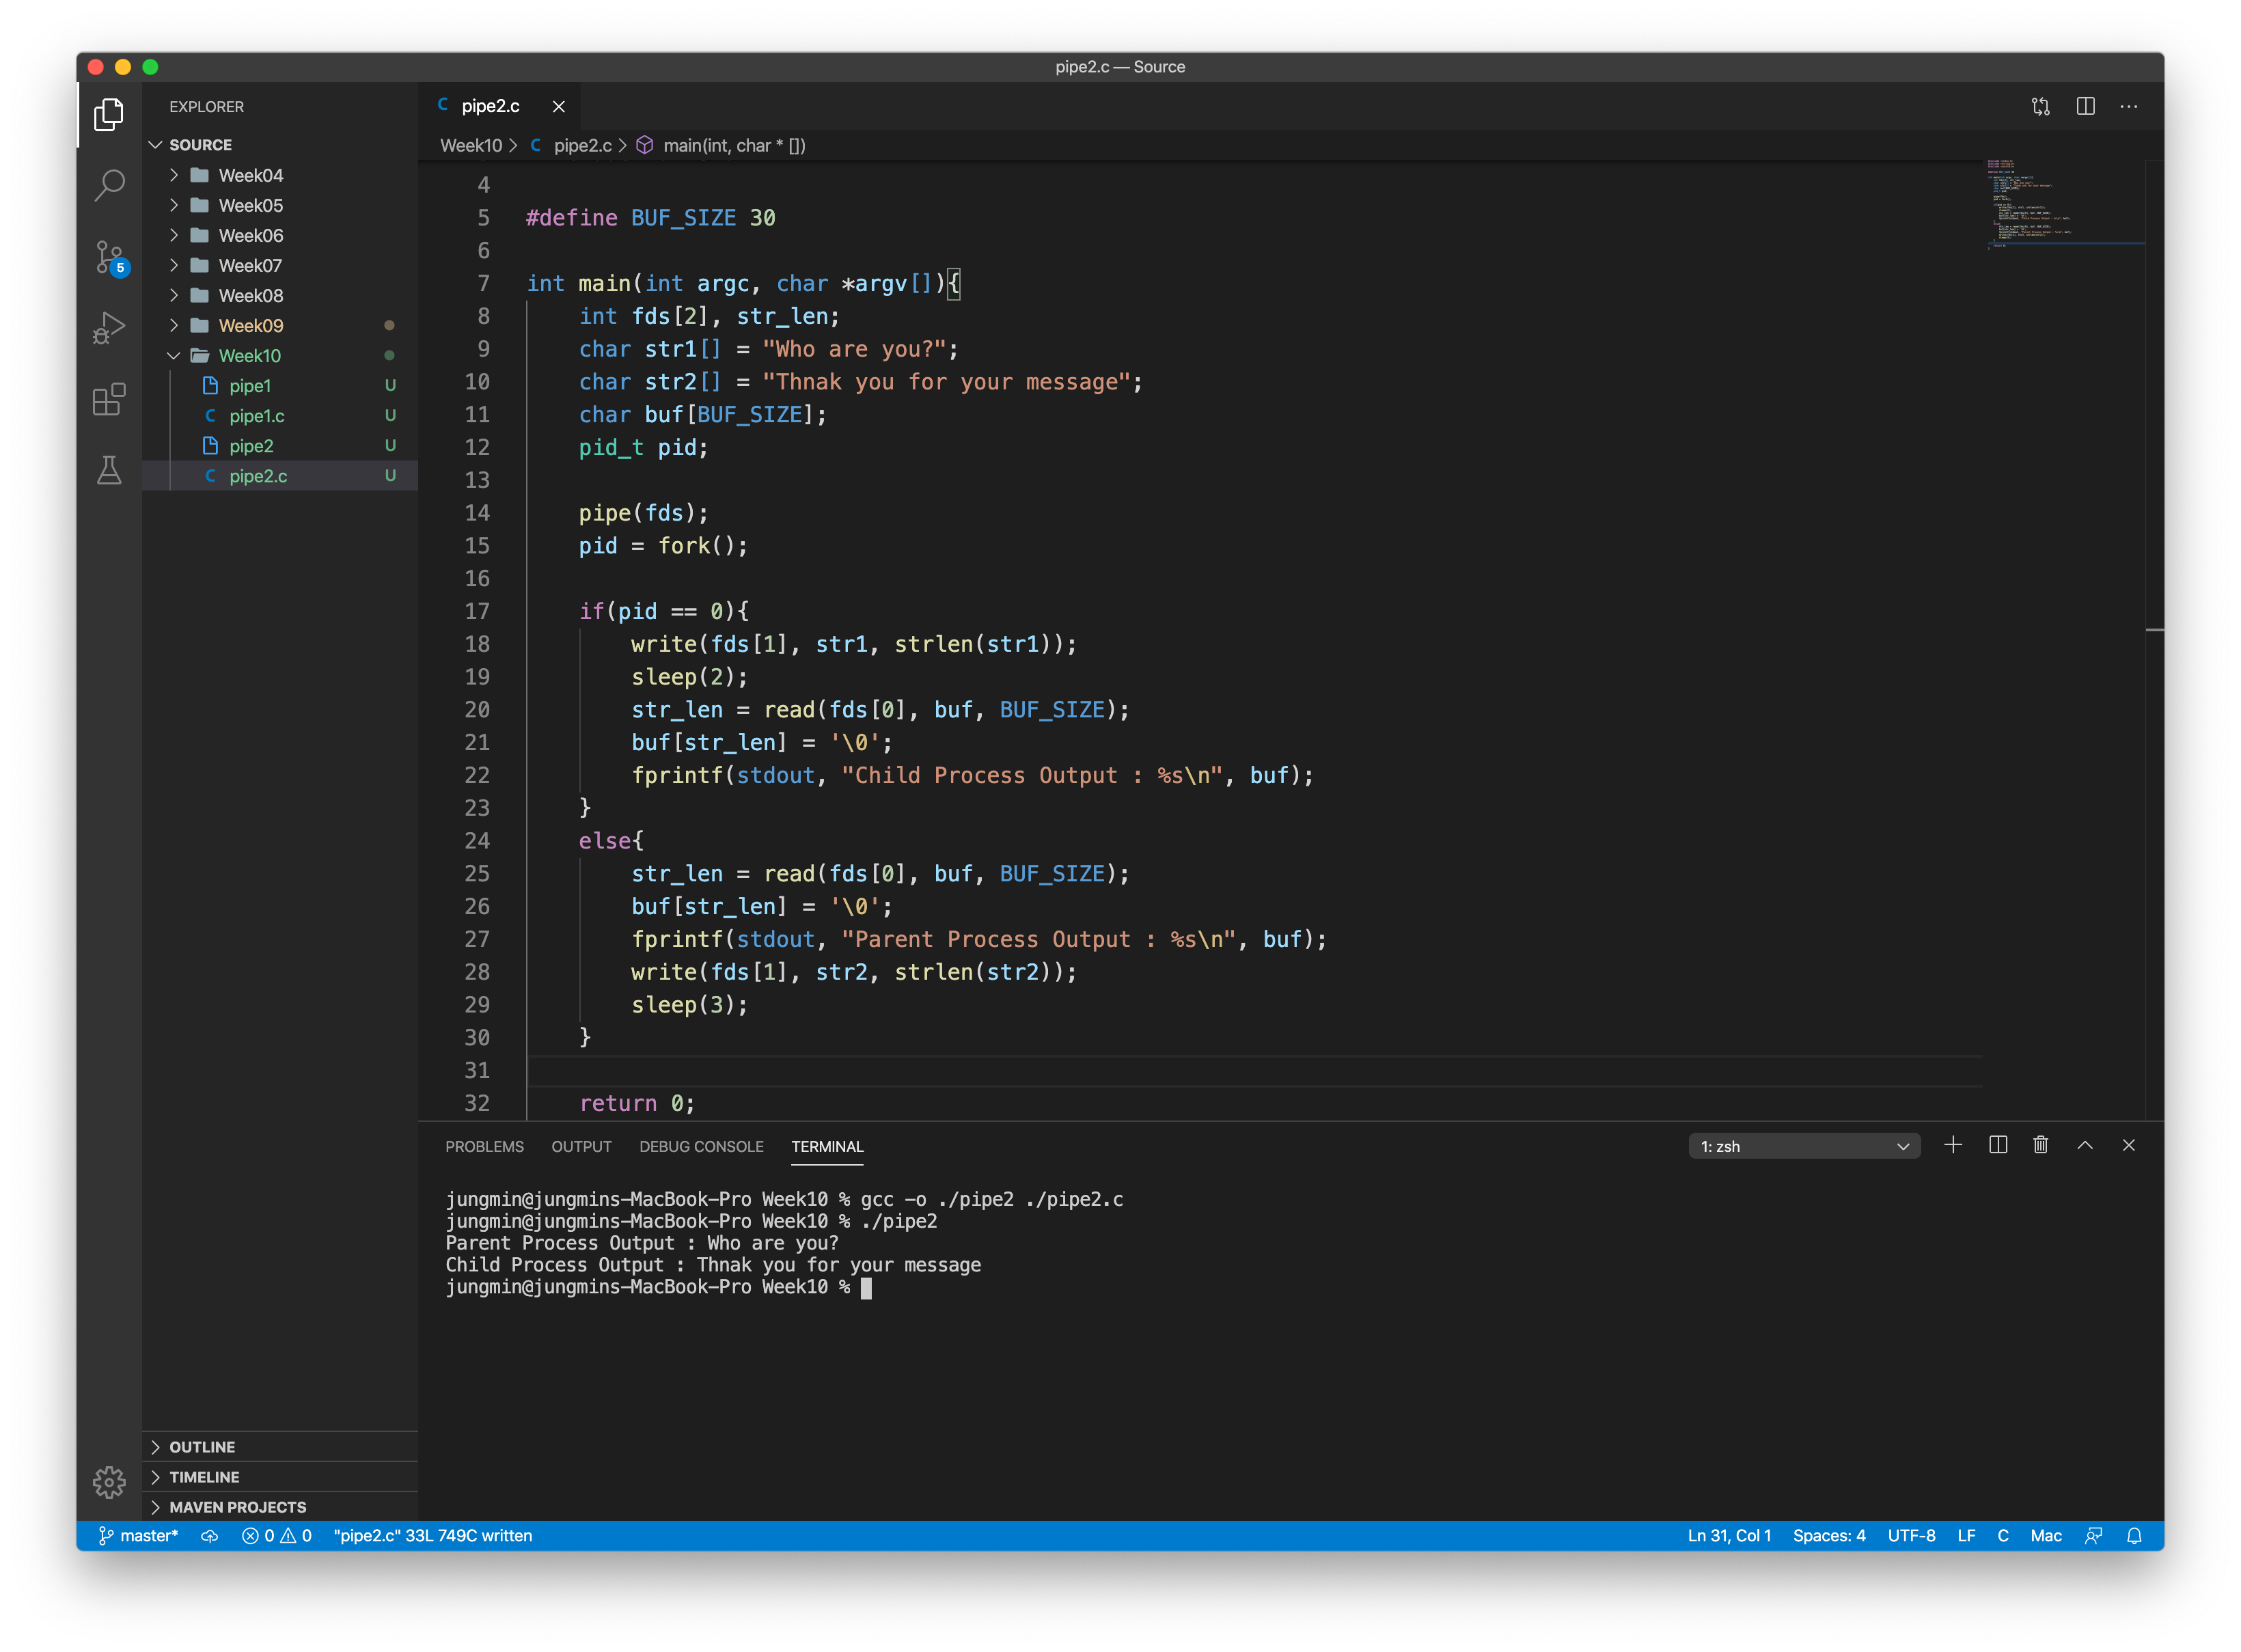 pipe2.c — Source
EXPLORER
SOURCE
Week04
Week05
Week06
Week07
Week08
Week09
Week10
pipe1 U
pipe1.c U
pipe2 U
pipe2.c U
5
OUTLINE
TIMELINE
MAVEN PROJECTS
C pipe2.c
Week10 > C pipe2.c > main(int, char * [])
4
5 #define BUF_SIZE 30
6
7 int main(int argc, char *argv[]){
8     int fds[2], str_len;
9     char str1[] = "Who are you?";
10     char str2[] = "Thnak you for your message";
11     char buf[BUF_SIZE];
12     pid_t pid;
13
14     pipe(fds);
15     pid = fork();
16
17     if(pid == 0){
18         write(fds[1], str1, strlen(str1));
19         sleep(2);
20         str_len = read(fds[0], buf, BUF_SIZE);
21         buf[str_len] = '\0';
22         fprintf(stdout, "Child Process Output : %s\n", buf);
23     }
24     else{
25         str_len = read(fds[0], buf, BUF_SIZE);
26         buf[str_len] = '\0';
27         fprintf(stdout, "Parent Process Output : %s\n", buf);
28         write(fds[1], str2, strlen(str2));
29         sleep(3);
30     }
31
32     return 0;
PROBLEMS OUTPUT DEBUG CONSOLE TERMINAL 1: zsh
jungmin@jungmins-MacBook-Pro Week10 % gcc -o ./pipe2 ./pipe2.c
jungmin@jungmins-MacBook-Pro Week10 % ./pipe2
Parent Process Output : Who are you?
Child Process Output : Thnak you for your message
jungmin@jungmins-MacBook-Pro Week10 %
master* 0 0 "pipe2.c" 33L 749C written Ln 31, Col 1 Spaces: 4 UTF-8 LF C Mac